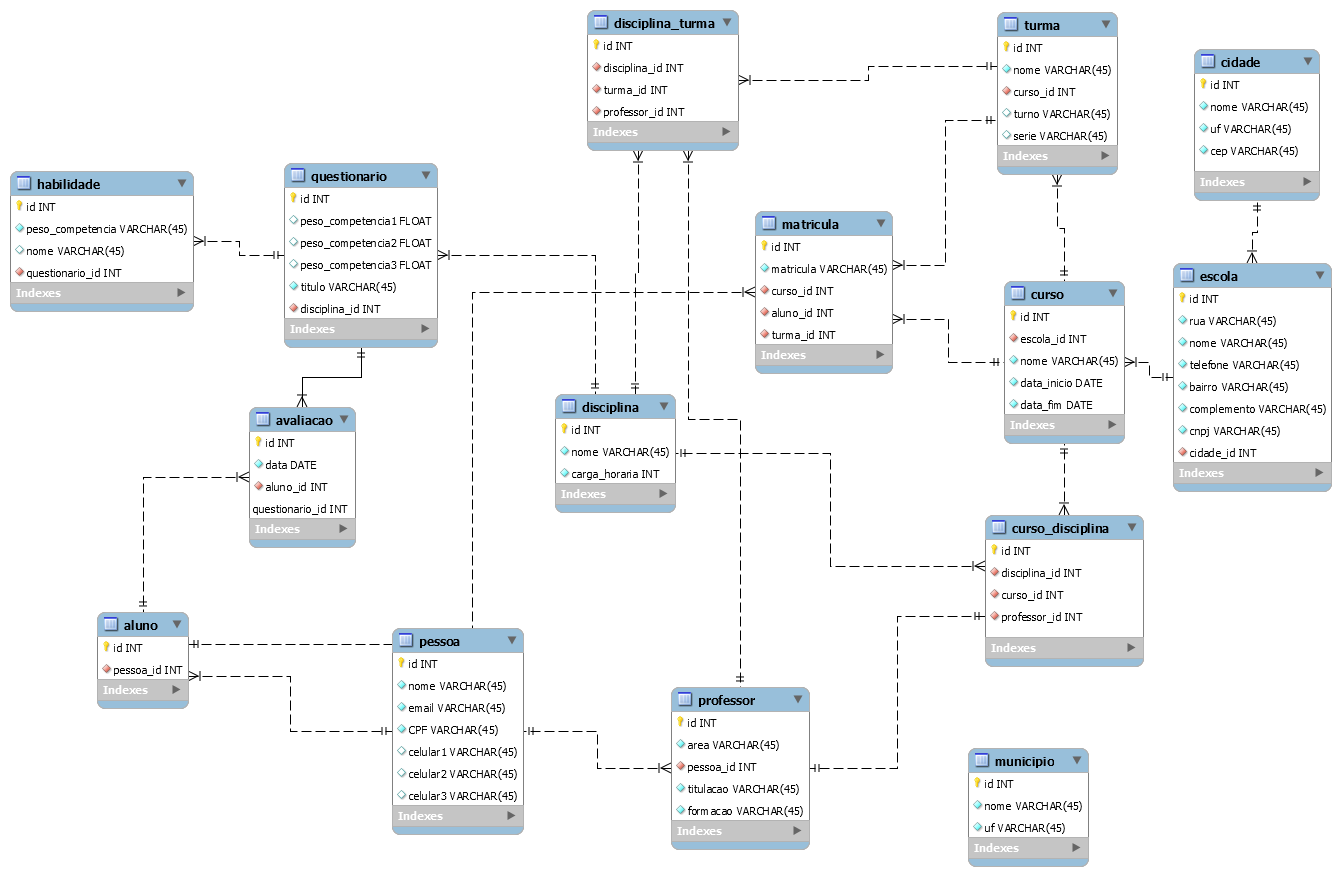 disciplina_turma
id INT
disciplina_id INT
turma_id INT
professor_id INT
Indexes
turma
id INT
nome VARCHAR(45)
curso_id INT
turno VARCHAR(45)
serie VARCHAR(45)
Indexes
cidade
id INT
nome VARCHAR(45)
uf VARCHAR(45)
cep VARCHAR(45)
Indexes
habilidade
id INT
peso_competencia VARCHAR(45)
nome VARCHAR(45)
questionario_id INT
Indexes
questionario
id INT
peso_competencia1 FLOAT
peso_competencia2 FLOAT
peso_competencia3 FLOAT
titulo VARCHAR(45)
disciplina_id INT
Indexes
matricula
id INT
matricula VARCHAR(45)
curso_id INT
aluno_id INT
turma_id INT
Indexes
curso
id INT
escola_id INT
nome VARCHAR(45)
data_inicio DATE
data_fim DATE
Indexes
escola
id INT
rua VARCHAR(45)
nome VARCHAR(45)
telefone VARCHAR(45)
bairro VARCHAR(45)
complemento VARCHAR(45)
cnpj VARCHAR(45)
cidade_id INT
Indexes
avaliacao
id INT
data DATE
aluno_id INT
questionario_id INT
Indexes
disciplina
id INT
nome VARCHAR(45)
carga_horaria INT
Indexes
curso_disciplina
id INT
disciplina_id INT
curso_id INT
professor_id INT
Indexes
aluno
id INT
pessoa_id INT
Indexes
pessoa
id INT
nome VARCHAR(45)
email VARCHAR(45)
CPF VARCHAR(45)
celular1 VARCHAR(45)
celular2 VARCHAR(45)
celular3 VARCHAR(45)
Indexes
professor
id INT
area VARCHAR(45)
pessoa_id INT
titulacao VARCHAR(45)
formacao VARCHAR(45)
Indexes
municipio
id INT
nome VARCHAR(45)
uf VARCHAR(45)
Indexes